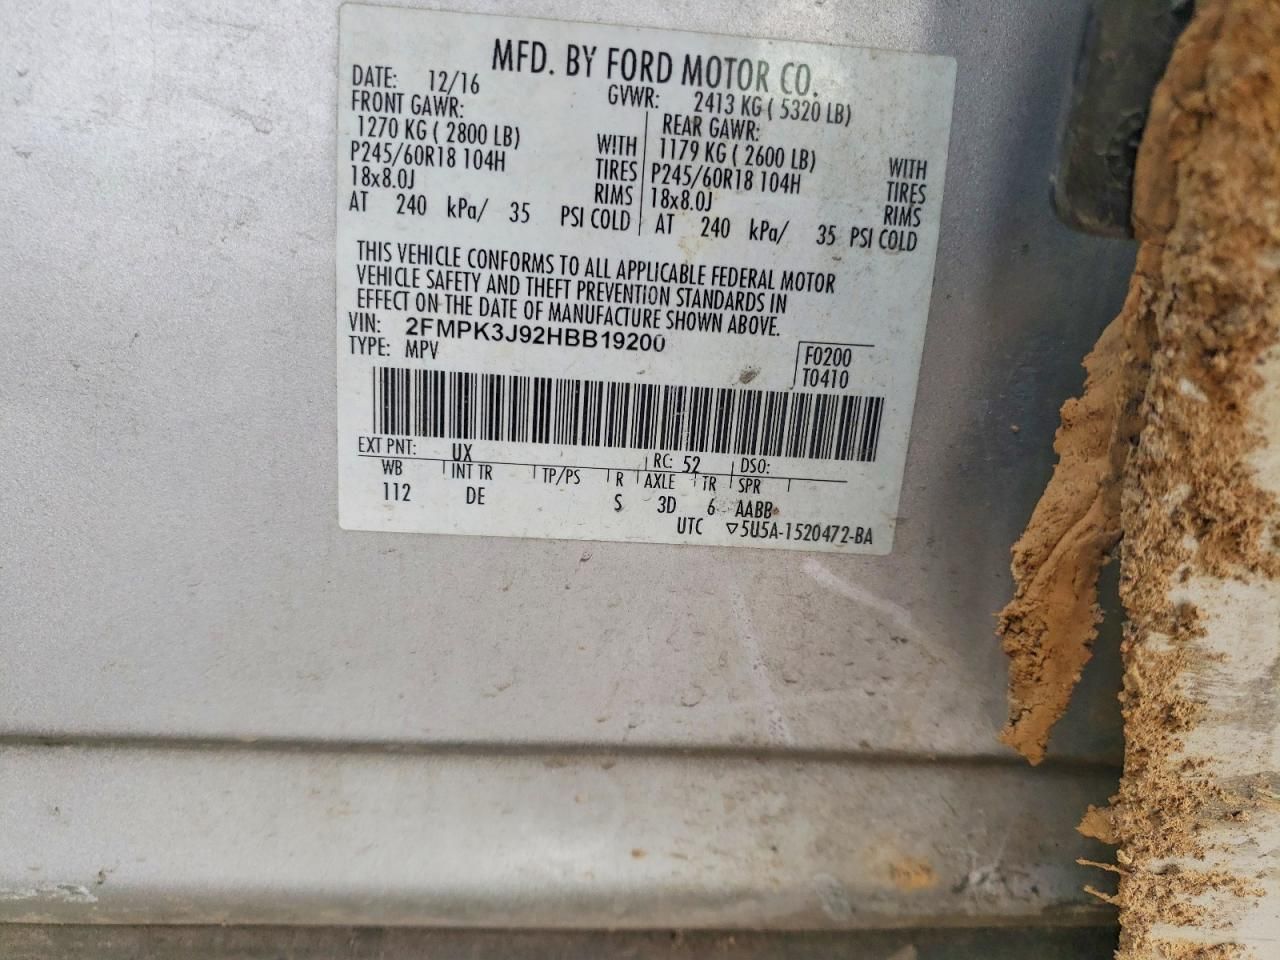 MFD. BY FORD MOTOR CO.
DATE: 12/16 GVWR: 2413 KG ( 5320 LB)
FRONT GAWR: REAR GAWR:
1270 KG ( 2800 LB) WITH 1179 KG ( 2600 LB) WITH
P245/60R18 104H TIRES P245/60R18 104H TIRES
18x8.0J RIMS 18x8.0J RIMS
AT 240 kPa/ 35 PSI COLD AT 240 kPa/ 35 PSI COLD
THIS VEHICLE CONFORMS TO ALL APPLICABLE FEDERAL MOTOR
VEHICLE SAFETY AND THEFT PREVENTION STANDARDS IN
EFFECT ON THE DATE OF MANUFACTURE SHOWN ABOVE.
VIN: 2FMPK3J92HBB19200
TYPE: MPV F0200
T0410
EXT PNT: UX RC: 52 DSO:
WB INT TR TP/PS R AXLE TR SPR
112 DE S 3D 6 AABB
UTC ▽5U5A-1520472-BA